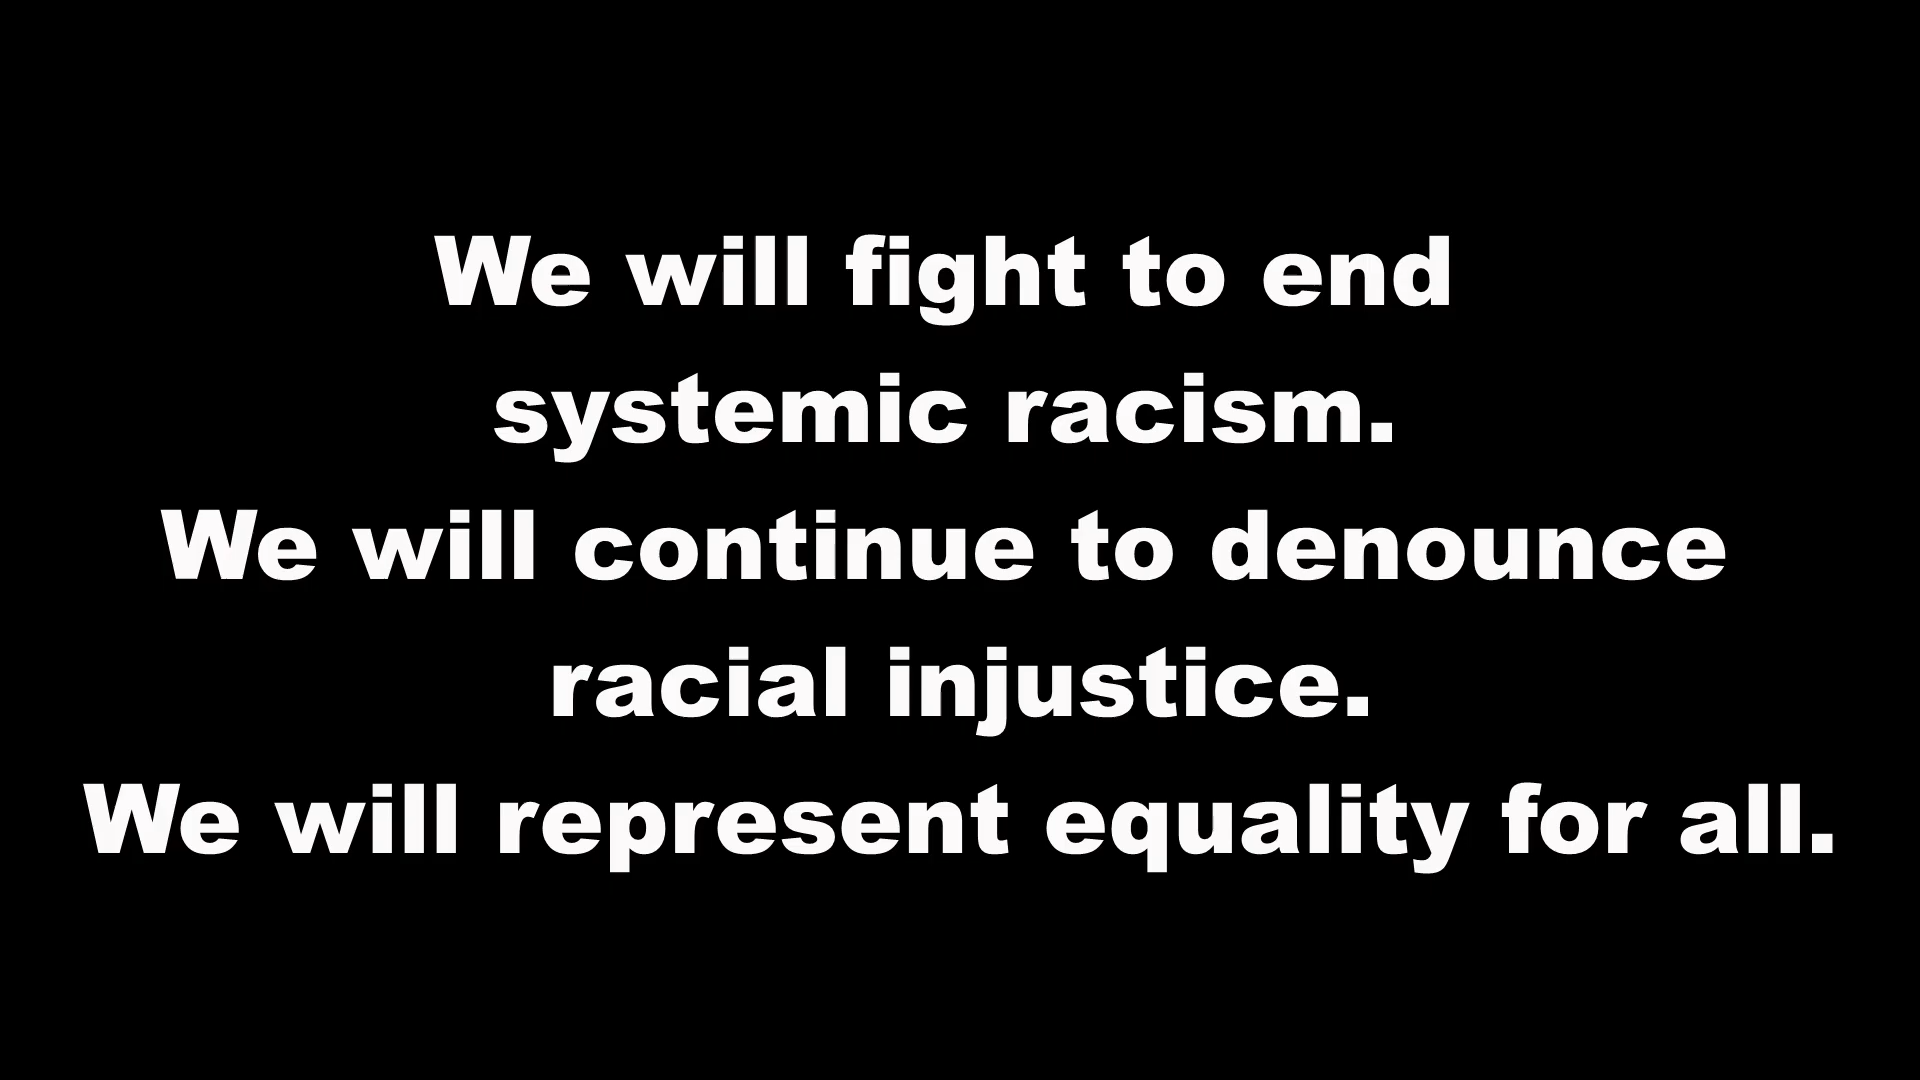 We will fight to end
systemic racism.
We will continue to denounce
racial injustice.
We will represent equality for all.